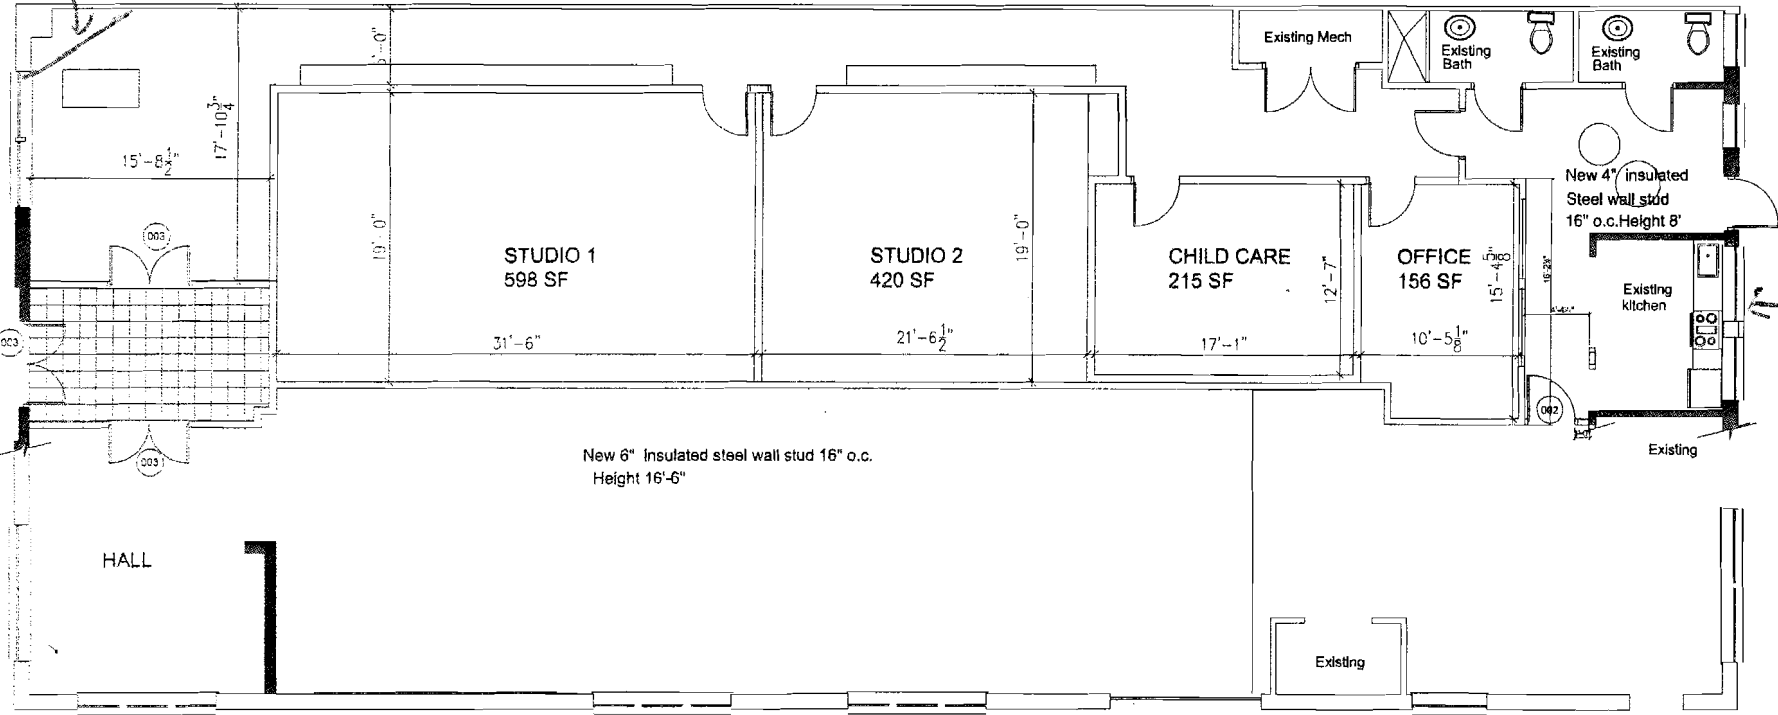 5'-0"
Existing Mech
Existing
Bath
Existing
Bath
17'-10 3/4"
15'-8 1/2"
New 4" insulated
Steel wall stud
16" o.c.Height 8'
003
19'-0"
STUDIO 1
598 SF
STUDIO 2
420 SF
19'-0"
CHILD CARE
215 SF
12'-7"
OFFICE
156 SF
15'-4 5/8"
16'-2¾"
Existing
kitchen
003
31'-6"
21'-6 1/2"
17'-1"
10'-5 1/8"
002
003
New 6" Insulated steel wall stud 16" o.c.
Height 16'-6"
Existing
HALL
Existing